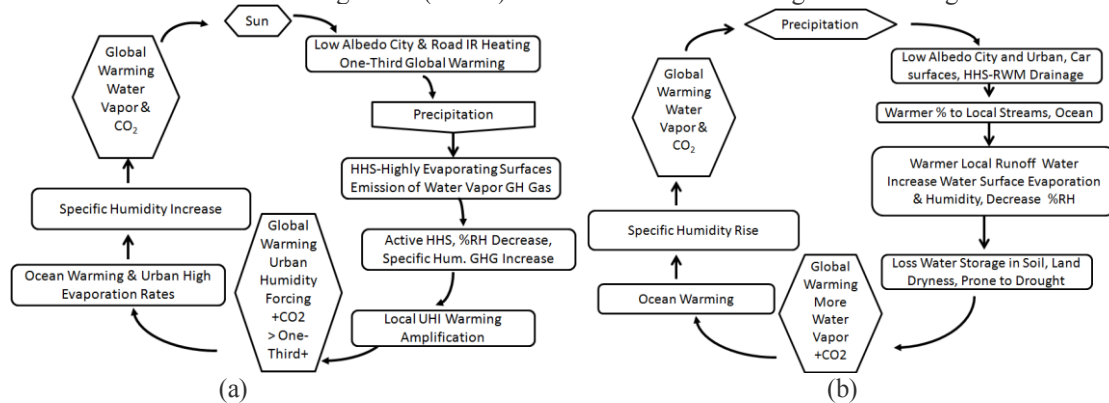 Sun
Low Albedo City & Road IR Heating
One-Third Global Warming
Precipitation
HHS-Highly Evaporating Surfaces
Emission of Water Vapor GH Gas
Active HHS, %RH Decrease,
Specific Hum. GHG Increase
Local UHI Warming
Amplification
Global
Warming
Urban
Humidity
Forcing
+CO2
> One-
Third+
Ocean Warming & Urban High
Evaporation Rates
Specific Humidity Increase
Global
Warming
Water
Vapor &
CO2
(a)
Precipitation
Low Albedo City and Urban, Car
surfaces, HHS-RWM Drainage
Warmer % to Local Streams, Ocean
Warmer Local Runoff Water
Increase Water Surface Evaporation
& Humidity, Decrease %RH
Loss Water Storage in Soil, Land
Dryness, Prone to Drought
Global
Warming
More
Water
Vapor
+CO2
Ocean Warming
Specific Humidity Rise
Global
Warming
Water
Vapor &
CO2
(b)